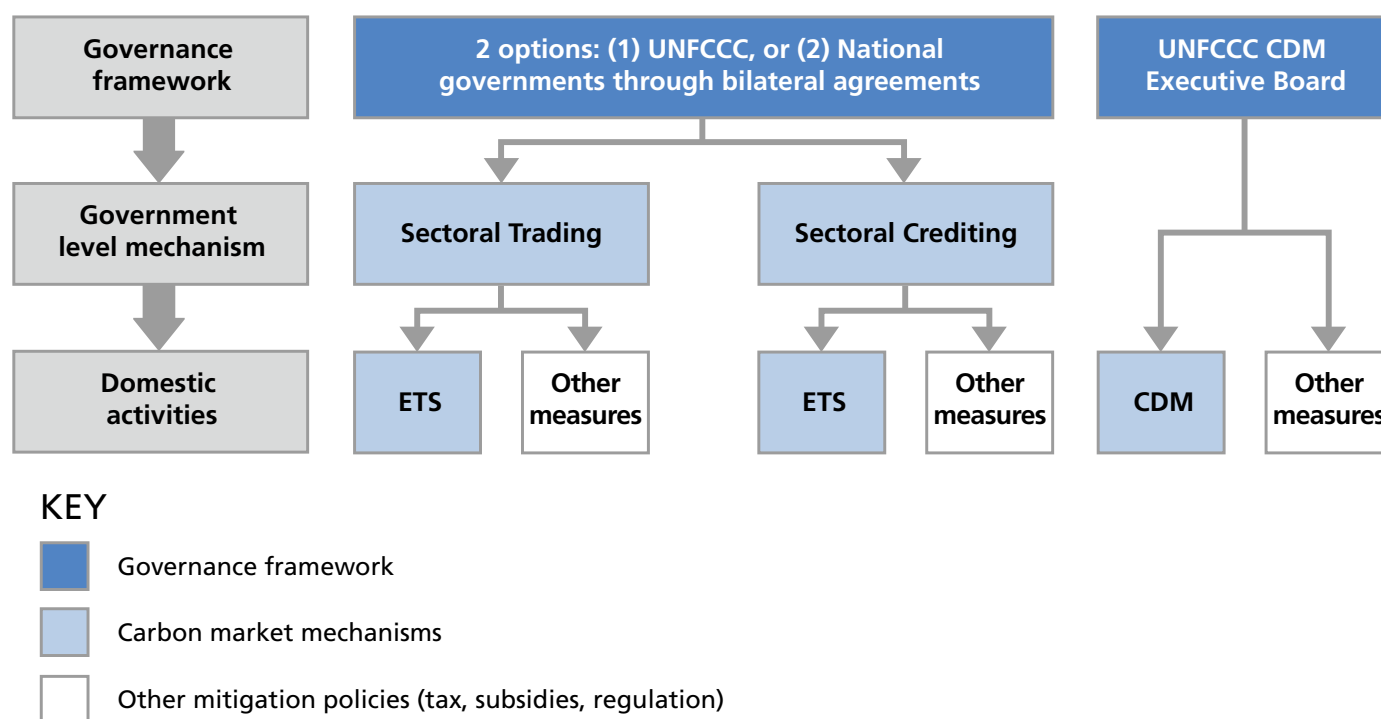 Governance
framework
2 options: (1) UNFCCC, or (2) National
governments through bilateral agreements
UNFCCC CDM
Executive Board
Government
level mechanism
Sectoral Trading
Sectoral Crediting
Domestic
activities
ETS
Other
measures
ETS
Other
measures
CDM
Other
measures
KEY
Governance framework
Carbon market mechanisms
Other mitigation policies (tax, subsidies, regulation)